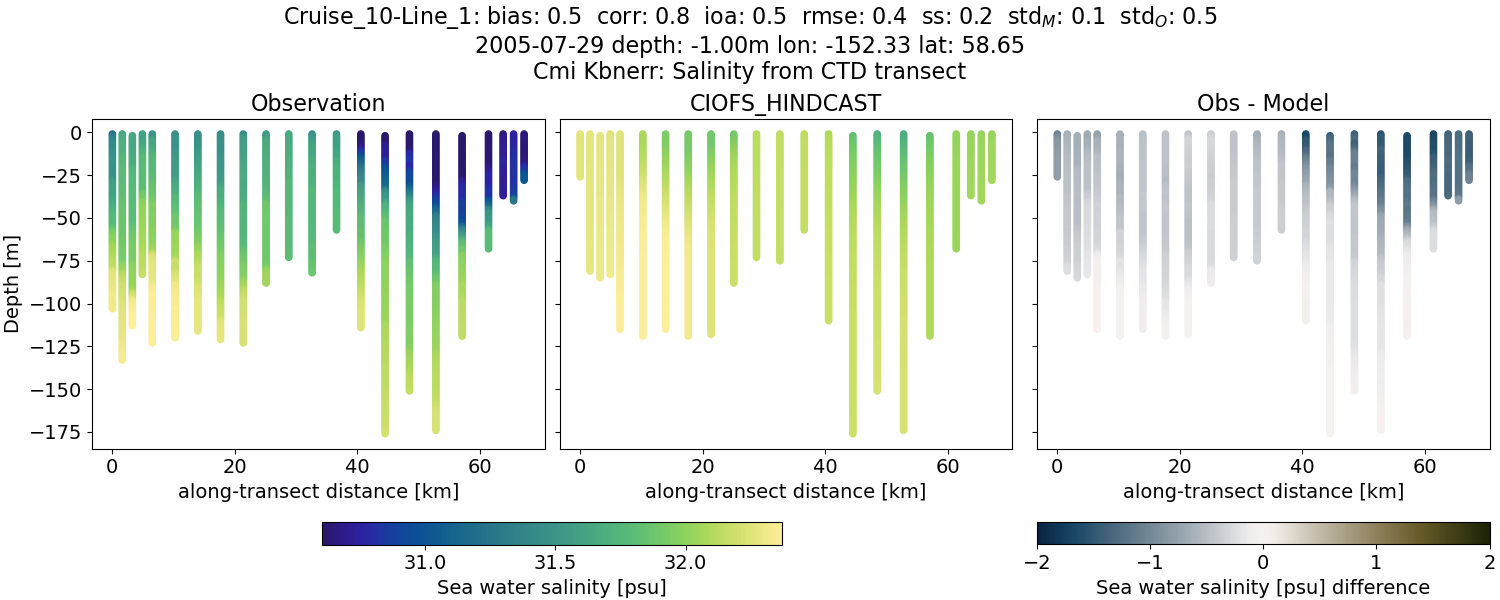 Cruise_10-Line_1: bias: 0.5  corr: 0.8  ioa: 0.5  rmse: 0.4  ss: 0.2  std_M: 0.1  std_O: 0.5
2005-07-29 depth: -1.00m lon: -152.33 lat: 58.65
Cmi Kbnerr: Salinity from CTD transect
Observation
CIOFS_HINDCAST
Obs - Model
Depth [m]
0
−25
−50
−75
−100
−125
−150
−175
0 20 40 60
0 20 40 60
0 20 40 60
along-transect distance [km]
along-transect distance [km]
along-transect distance [km]
31.0 31.5 32.0
Sea water salinity [psu]
−2 −1 0 1 2
Sea water salinity [psu] difference